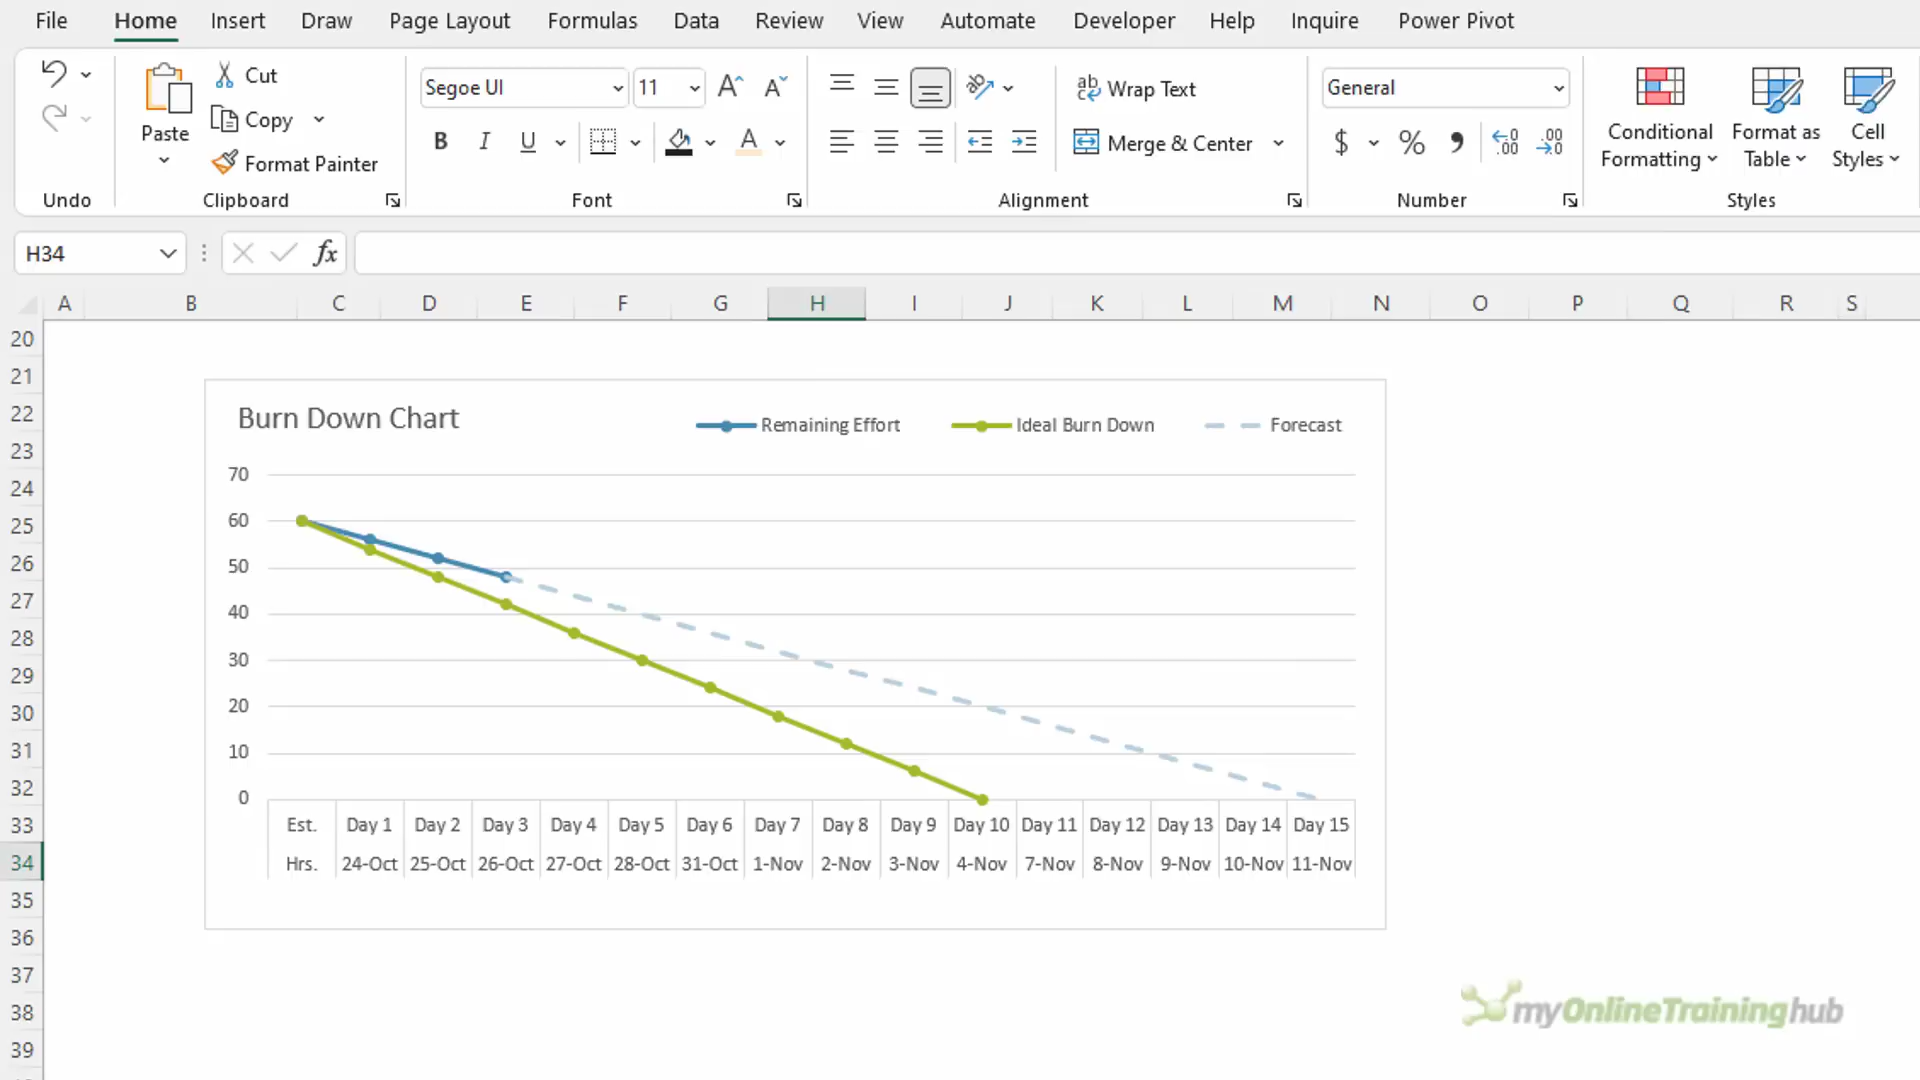 File Home Insert Draw Page Layout Formulas Data Review View Automate Developer Help Inquire Power Pivot
Undo
Paste
Cut
Copy
Format Painter
Clipboard
Segoe UI 11 A A
B I U A
Font
ab Wrap Text
Merge & Center
Alignment
General
$ % , .00 .00
Number
Conditional Formatting
Format as Table
Cell Styles
Styles
H34 fx
A B C D E F G H I J K L M N O P Q R S
20
21
22
23
24
25
26
27
28
29
30
31
32
33
34
35
36
37
38
39
Burn Down Chart
Remaining Effort Ideal Burn Down Forecast
70
60
50
40
30
20
10
0
Est. Day 1 Day 2 Day 3 Day 4 Day 5 Day 6 Day 7 Day 8 Day 9 Day 10 Day 11 Day 12 Day 13 Day 14 Day 15
Hrs. 24-Oct 25-Oct 26-Oct 27-Oct 28-Oct 31-Oct 1-Nov 2-Nov 3-Nov 4-Nov 7-Nov 8-Nov 9-Nov 10-Nov 11-Nov
myOnlineTraininghub